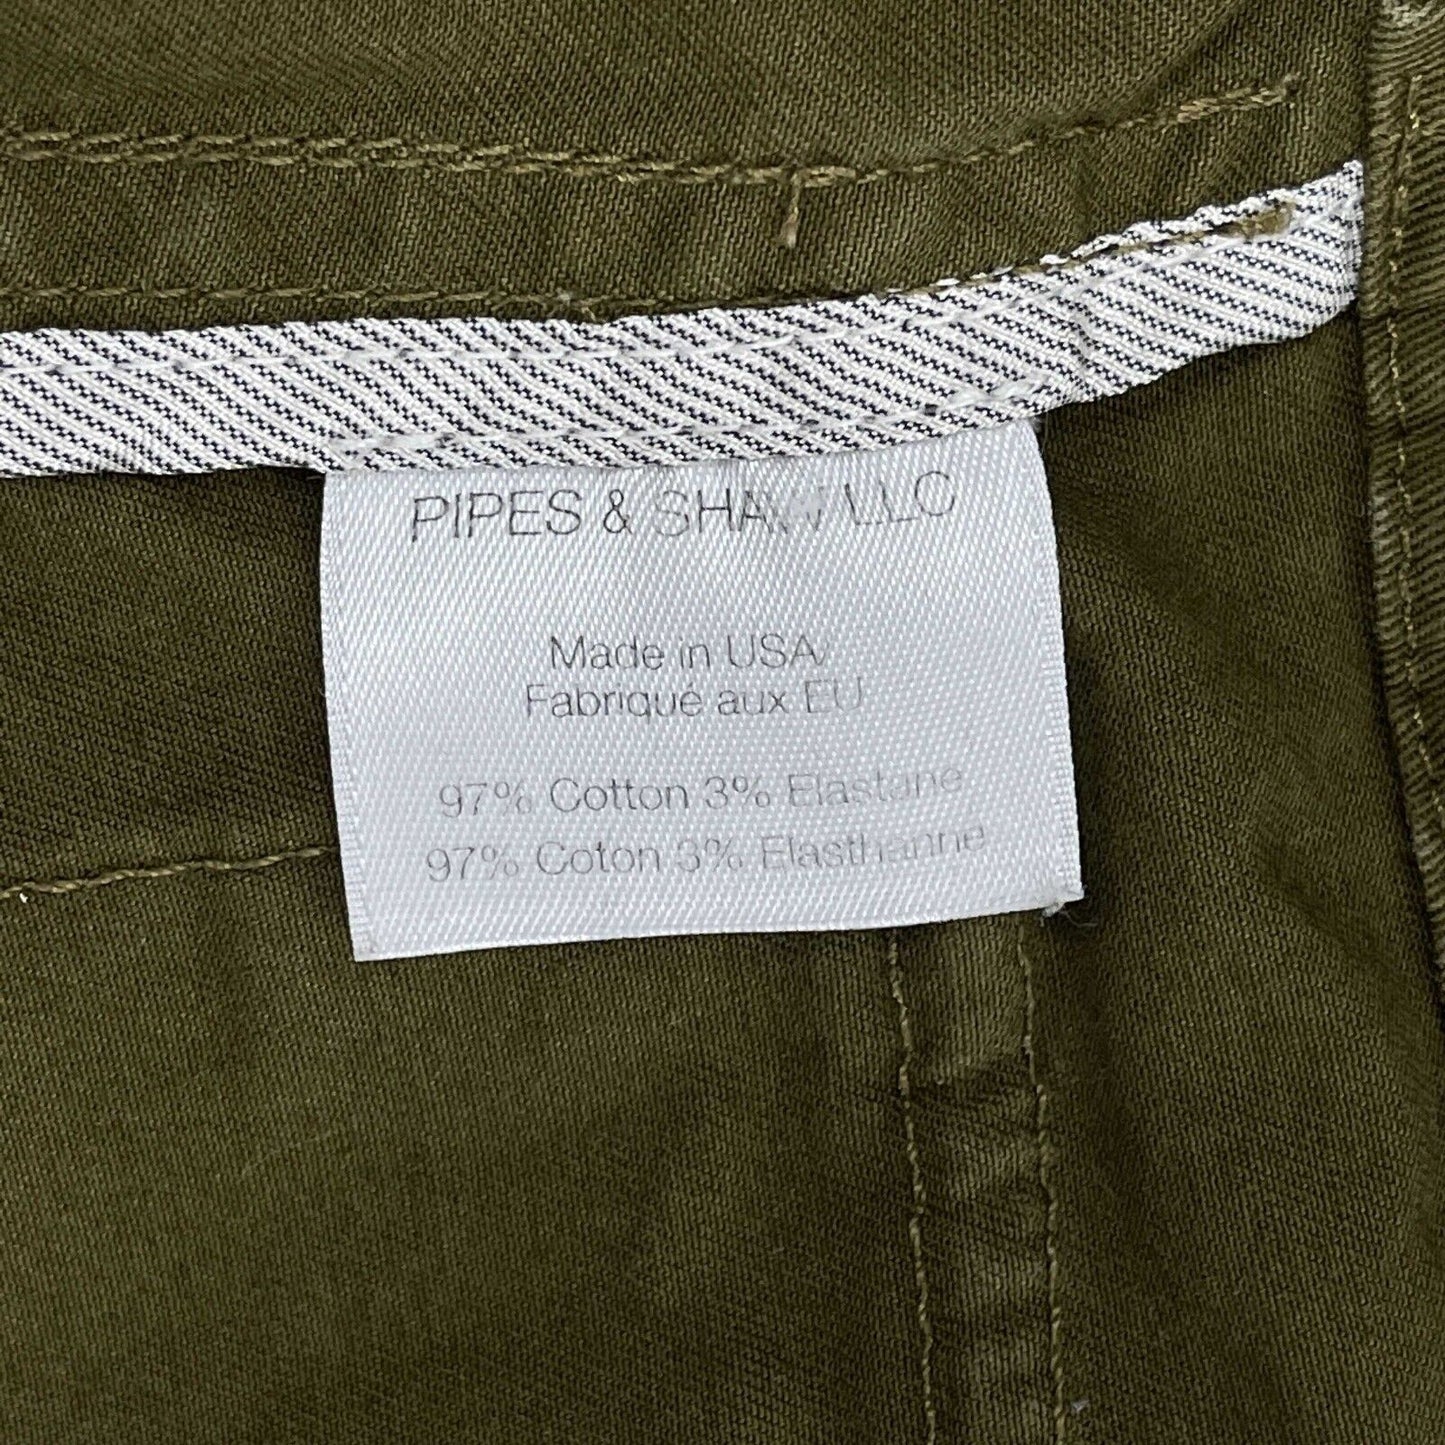 PIPES & SHAW LLC
Made in USA
Fabriqué aux EU
97% Cotton 3% Elastane
97% Coton 3% Elasthanne